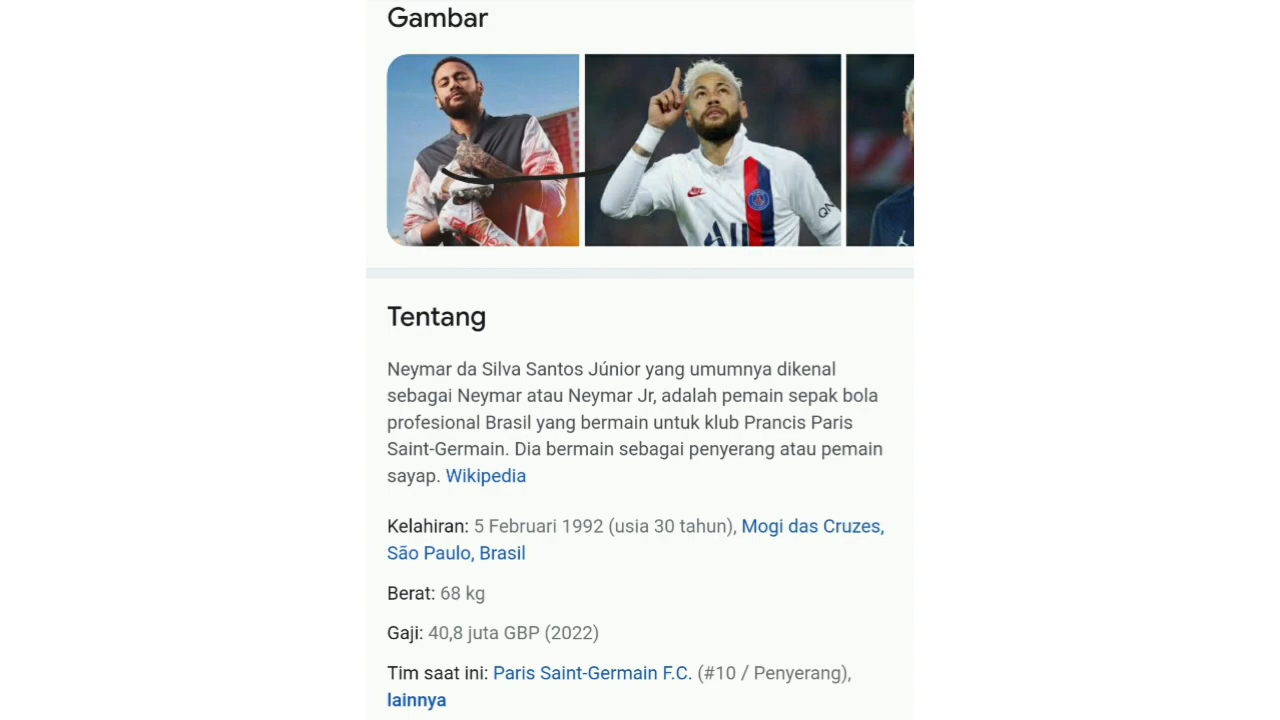 Gambar
QN
Tentang
Neymar da Silva Santos Júnior yang umumnya dikenal
sebagai Neymar atau Neymar Jr, adalah pemain sepak bola
profesional Brasil yang bermain untuk klub Prancis Paris
Saint-Germain. Dia bermain sebagai penyerang atau pemain
sayap. Wikipedia
Kelahiran: 5 Februari 1992 (usia 30 tahun), Mogi das Cruzes,
São Paulo, Brasil
Berat: 68 kg
Gaji: 40,8 juta GBP (2022)
Tim saat ini: Paris Saint-Germain F.C. (#10 / Penyerang),
lainnya